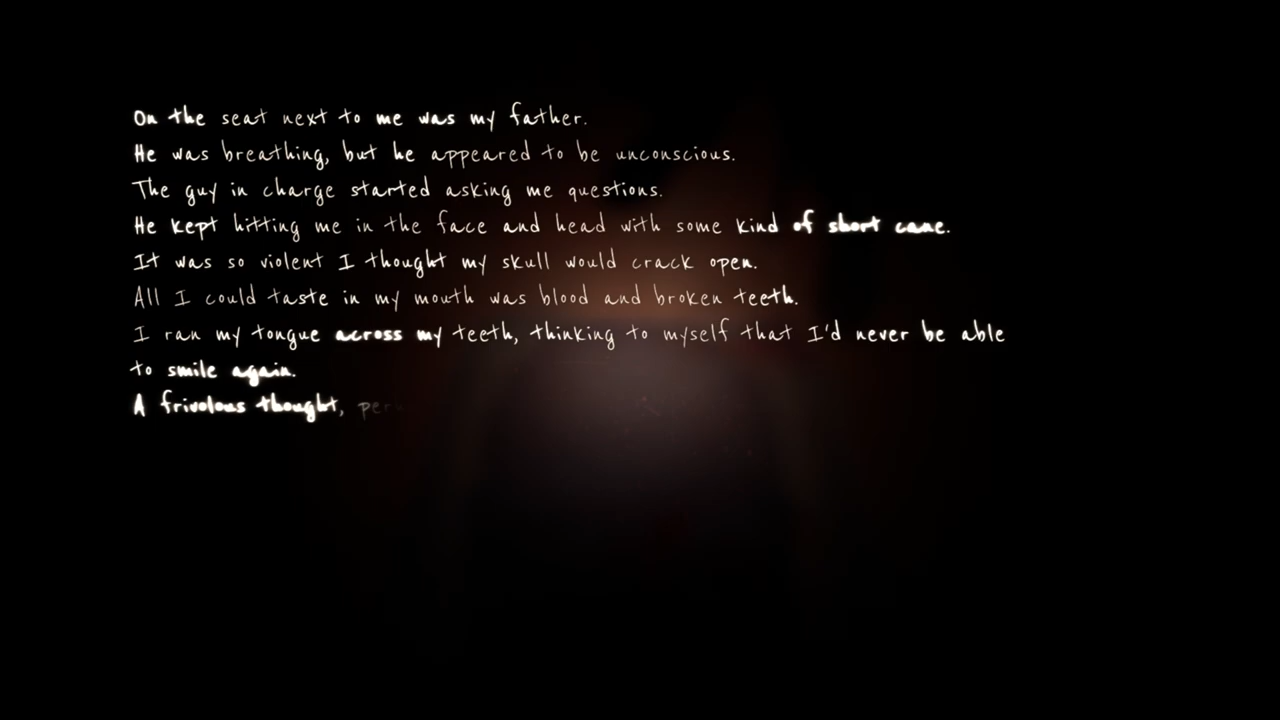 On the seat next to me was my father.
He was breathing, but he appeared to be unconscious.
The guy in charge started asking me questions.
He kept hitting me in the face and head with some kind of short cane.
It was so violent I thought my skull would crack open.
All I could taste in my mouth was blood and broken teeth.
I ran my tongue across my teeth, thinking to myself that I'd never be able
to smile again.
A frivolous thought,